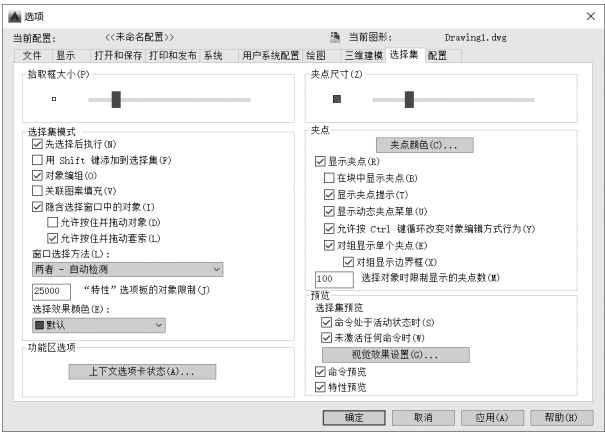 选项
当前配置: <<未命名配置>> 当前图形: Drawing1.dwg
文件 显示 打开和保存 打印和发布 系统 用户系统配置 绘图 三维建模 选择集 配置
拾取框大小(P)
选择集模式
先选择后执行(N)
用 Shift 键添加到选择集(F)
对象编组(O)
关联图案填充(V)
隐含选择窗口中的对象(I)
允许按住并拖动对象(D)
允许按住并拖动套索(L)
窗口选择方法(L):
两者 - 自动检测
25000 “特性”选项板的对象限制(J)
选择效果颜色(E):
默认
功能区选项
上下文选项卡状态(A)...
夹点尺寸(Z)
夹点
夹点颜色(C)...
显示夹点(R)
在块中显示夹点(B)
显示夹点提示(T)
显示动态夹点菜单(U)
允许按 Ctrl 键循环改变对象编辑方式行为(Y)
对组显示单个夹点(E)
对组显示边界框(X)
100 选择对象时限制显示的夹点数(M)
预览
选择集预览
命令处于活动状态时(S)
未激活任何命令时(W)
视觉效果设置(G)...
命令预览
特性预览
确定 取消 应用(A) 帮助(H)